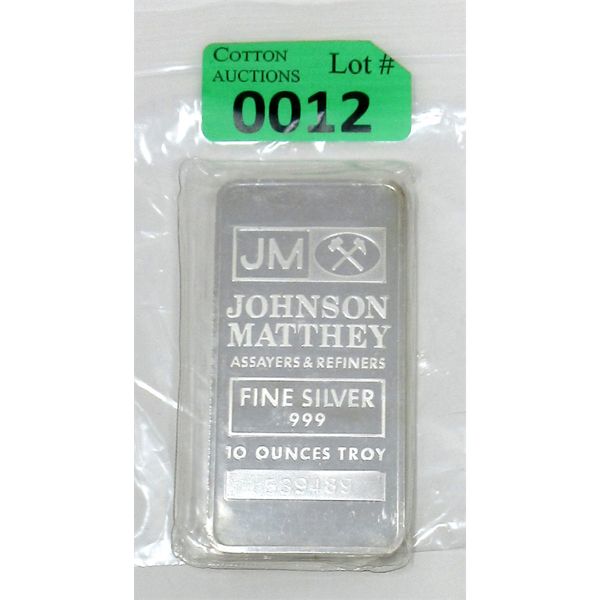 COTTON
AUCTIONS
Lot #
0012
JM
JOHNSON
MATTHEY
ASSAYERS & REFINERS
FINE SILVER
999
10 OUNCES TROY